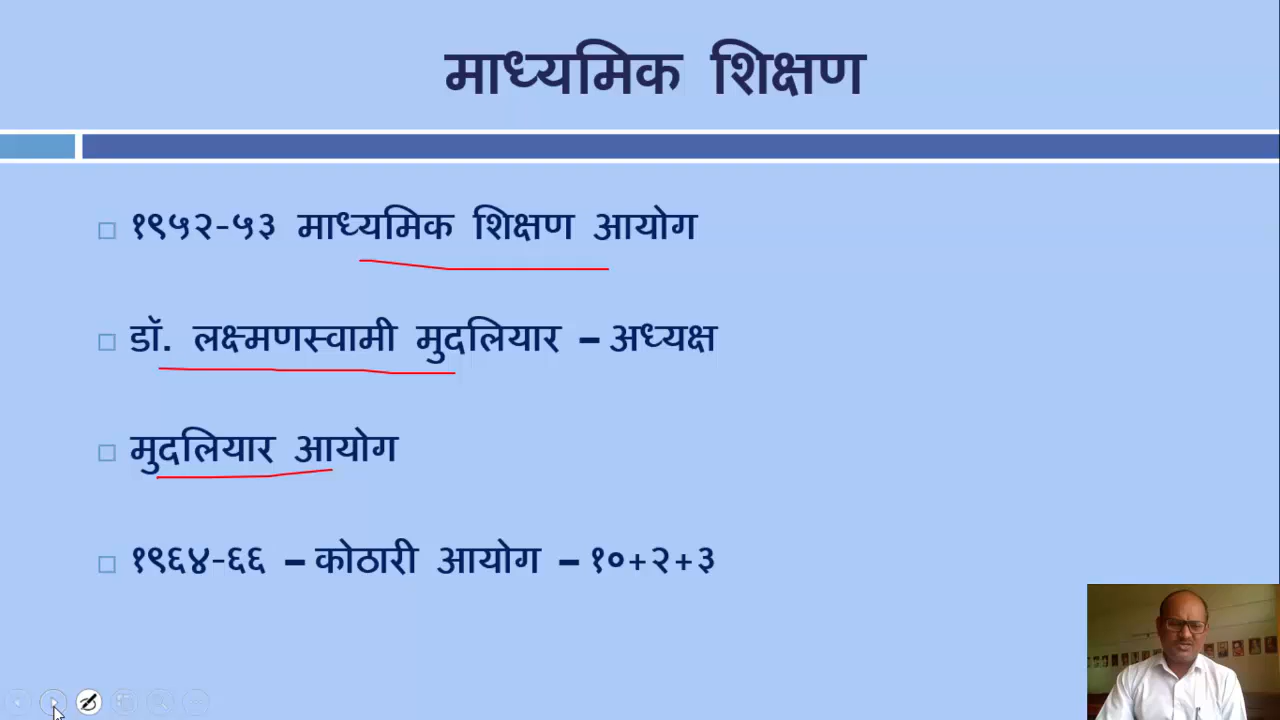 माध्यमिक शिक्षण
१९५२-५३ माध्यमिक शिक्षण आयोग
डॉ. लक्ष्मणस्वामी मुदलियार – अध्यक्ष
मुदलियार आयोग
१९६४-६६ – कोठारी आयोग – १०+२+३